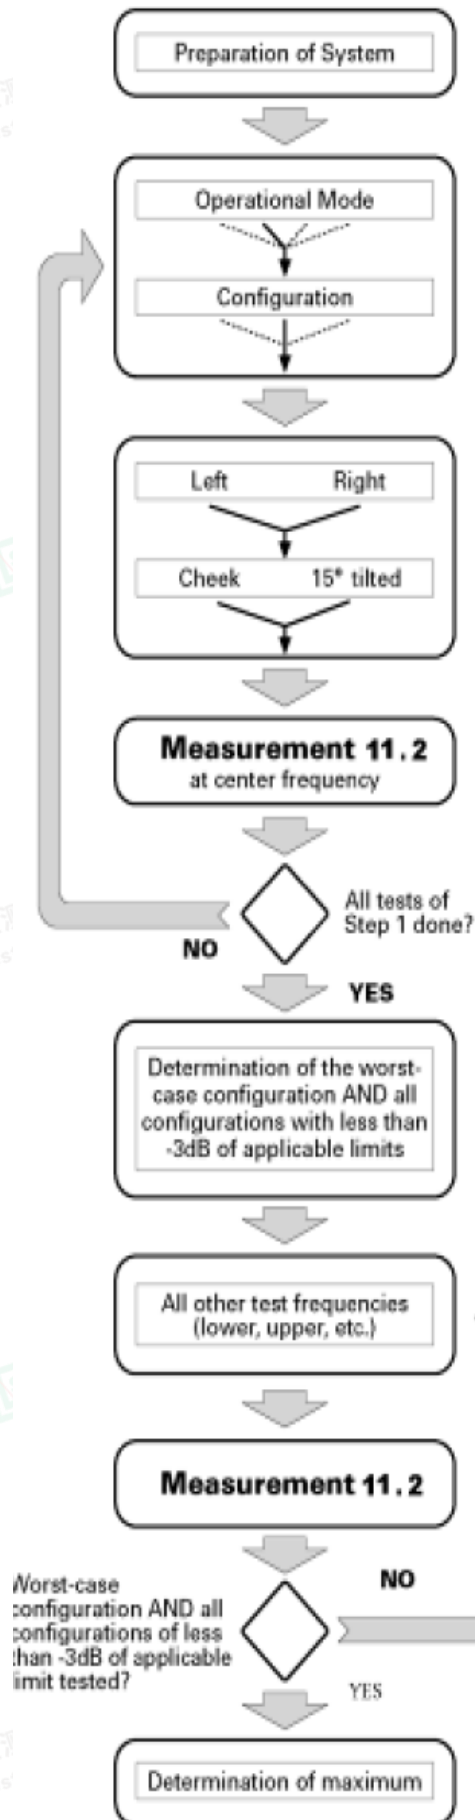 Preparation of System
Operational Mode
Configuration
Left Right
Cheek 15° tilted
Measurement 11.2
at center frequency
All tests of
Step 1 done?
NO
YES
Determination of the worst-
case configuration AND all
configurations with less than
-3dB of applicable limits
All other test frequencies
(lower, upper, etc.)
Measurement 11.2
NO
Worst-case
configuration AND all
configurations of less
than -3dB of applicable
limit tested?
YES
Determination of maximum